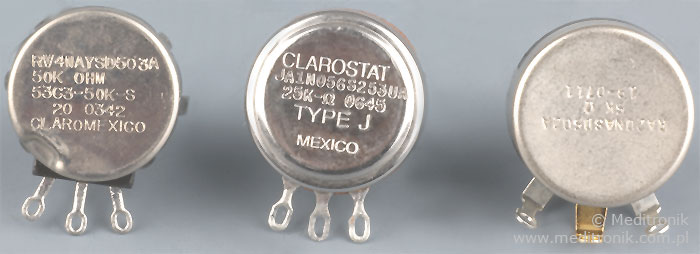 RV4NAYSD503A
50K OHM
53C3-50K-S
20 0342
CLAROMEXICO
CLAROSTAT
JA1N056S253UA
25K-Ω 0645
TYPE J
MEXICO
5K Ω
© Meditronik
www.meditronik.com.pl